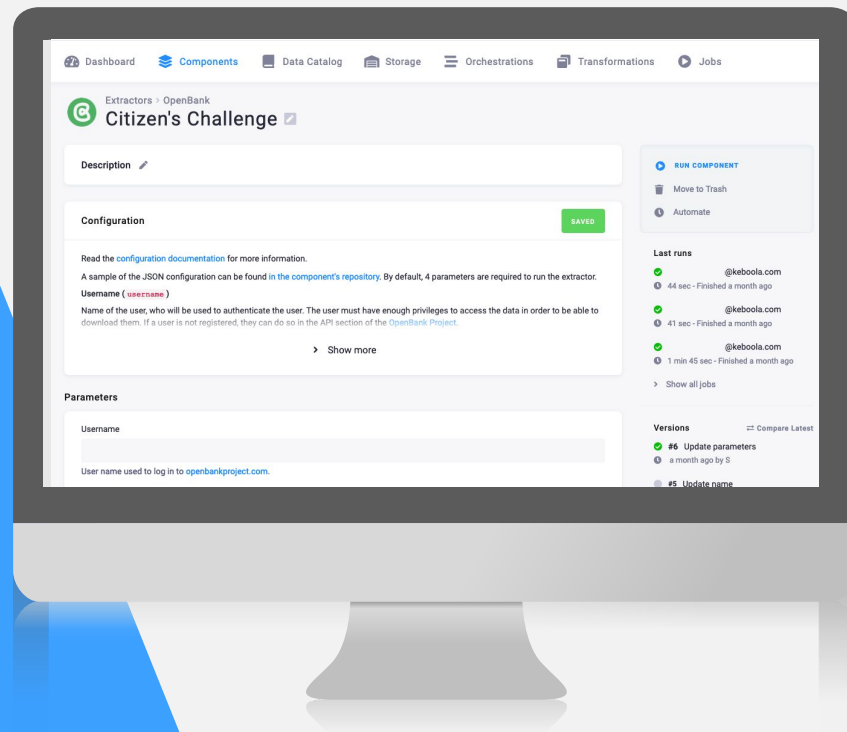 Dashboard Components Data Catalog Storage Orchestrations Transformations Jobs
Extractors > OpenBank
Citizen's Challenge
Description
Configuration
SAVED
Read the configuration documentation for more information.
A sample of the JSON configuration can be found in the component's repository. By default, 4 parameters are required to run the extractor.
Username ( username )
Name of the user, who will be used to authenticate the user. The user must have enough privileges to access the data in order to be able to
download them. If a user is not registered, they can do so in the API section of the OpenBank Project.
> Show more
Parameters
Username
User name used to log in to openbankproject.com.
RUN COMPONENT
Move to Trash
Automate
Last runs
@keboola.com
44 sec - Finished a month ago
@keboola.com
41 sec - Finished a month ago
@keboola.com
1 min 45 sec - Finished a month ago
> Show all jobs
Versions Compare Latest
#6 Update parameters
a month ago by S
#5 Update name